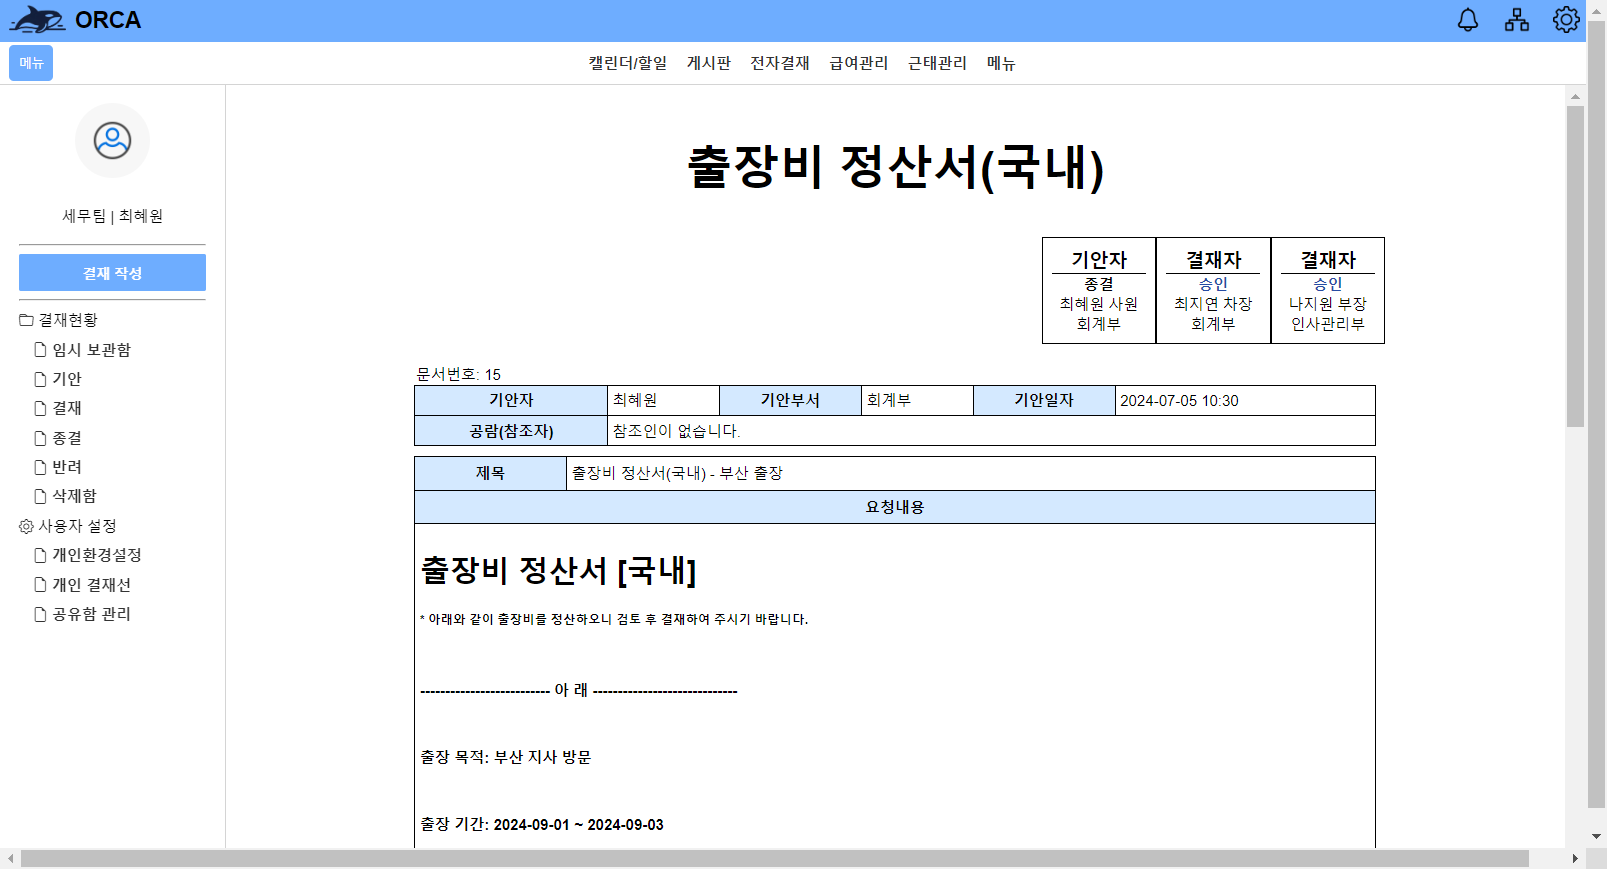 ORCA
메뉴
캘린더/할일 게시판 전자결재 급여관리 근태관리 메뉴
세무팀 | 최혜원
결재 작성
결재현황
임시 보관함
기안
결재
종결
반려
삭제함
사용자 설정
개인환경설정
개인 결재선
공유함 관리
출장비 정산서(국내)
기안자 결재자 결재자
종결 승인 승인
최혜원 사원 최지연 차장 나지원 부장
회계부 회계부 인사관리부
문서번호: 15
기안자 최혜원 기안부서 회계부 기안일자 2024-07-05 10:30
공람(참조자) 참조인이 없습니다.
제목 출장비 정산서(국내) - 부산 출장
요청내용
출장비 정산서 [국내]
* 아래와 같이 출장비를 정산하오니 검토 후 결재하여 주시기 바랍니다.
-------------------------- 아 래 -----------------------------
출장 목적: 부산 지사 방문
출장 기간: 2024-09-01 ~ 2024-09-03